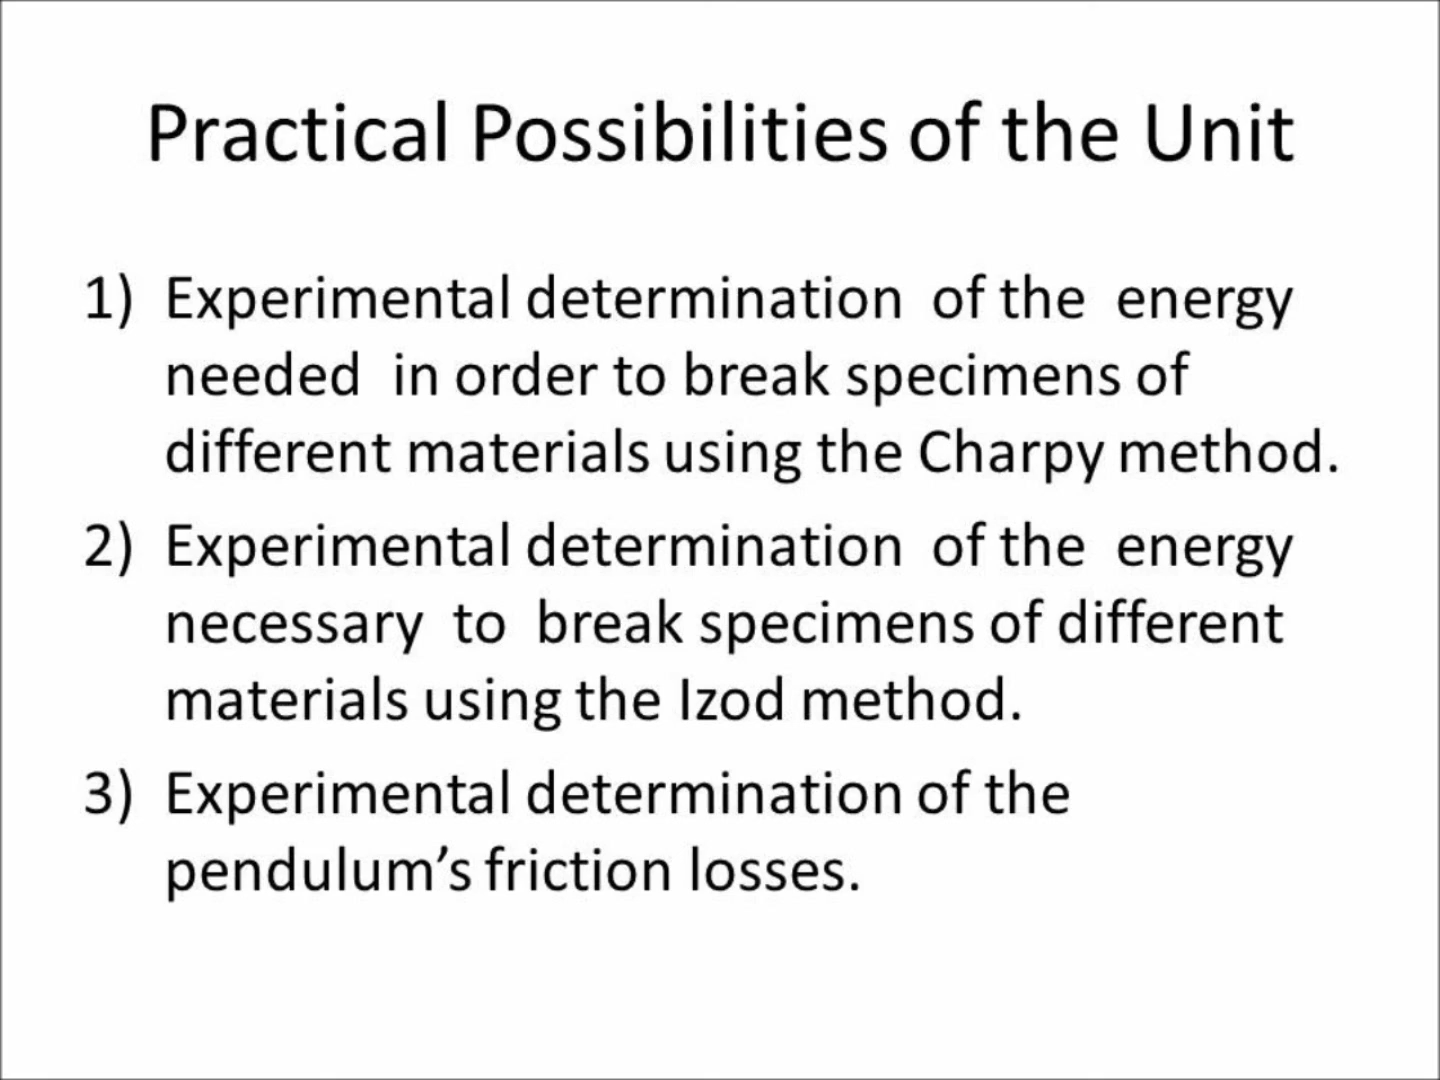 Practical Possibilities of the Unit
1) Experimental determination of the energy
needed in order to break specimens of
different materials using the Charpy method.
2) Experimental determination of the energy
necessary to break specimens of different
materials using the Izod method.
3) Experimental determination of the
pendulum’s friction losses.